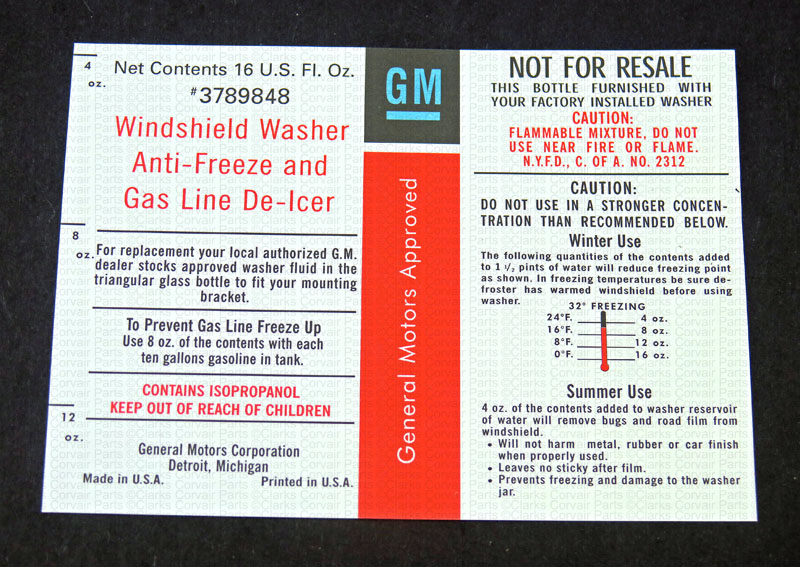 4
oz.
Net Contents 16 U.S. Fl. Oz.
#3789848
Windshield Washer
Anti-Freeze and
Gas Line De-Icer
8
oz.
For replacement your local authorized G.M.
dealer stocks approved washer fluid in the
triangular glass bottle to fit your mounting
bracket.
To Prevent Gas Line Freeze Up
Use 8 oz. of the contents with each
ten gallons gasoline in tank.
CONTAINS ISOPROPANOL
KEEP OUT OF REACH OF CHILDREN
12
oz.
General Motors Corporation
Detroit, Michigan
Made in U.S.A. Printed in U.S.A.
GM
General Motors Approved
NOT FOR RESALE
THIS BOTTLE FURNISHED WITH
YOUR FACTORY INSTALLED WASHER
CAUTION:
FLAMMABLE MIXTURE, DO NOT
USE NEAR FIRE OR FLAME.
N.Y.F.D., C. OF A. NO. 2312
CAUTION:
DO NOT USE IN A STRONGER CONCEN-
TRATION THAN RECOMMENDED BELOW.
Winter Use
The following quantities of the contents added
to 1 1/2 pints of water will reduce freezing point
as shown. In freezing temperatures be sure de-
froster has warmed windshield before using
washer.
32° FREEZING
24°F. 4 oz.
16°F. 8 oz.
8°F. 12 oz.
0°F. 16 oz.
Summer Use
4 oz. of the contents added to washer reservoir
of water will remove bugs and road film from
windshield.
• Will not harm metal, rubber or car finish
when properly used.
• Leaves no sticky after film.
• Prevents freezing and damage to the washer
jar.